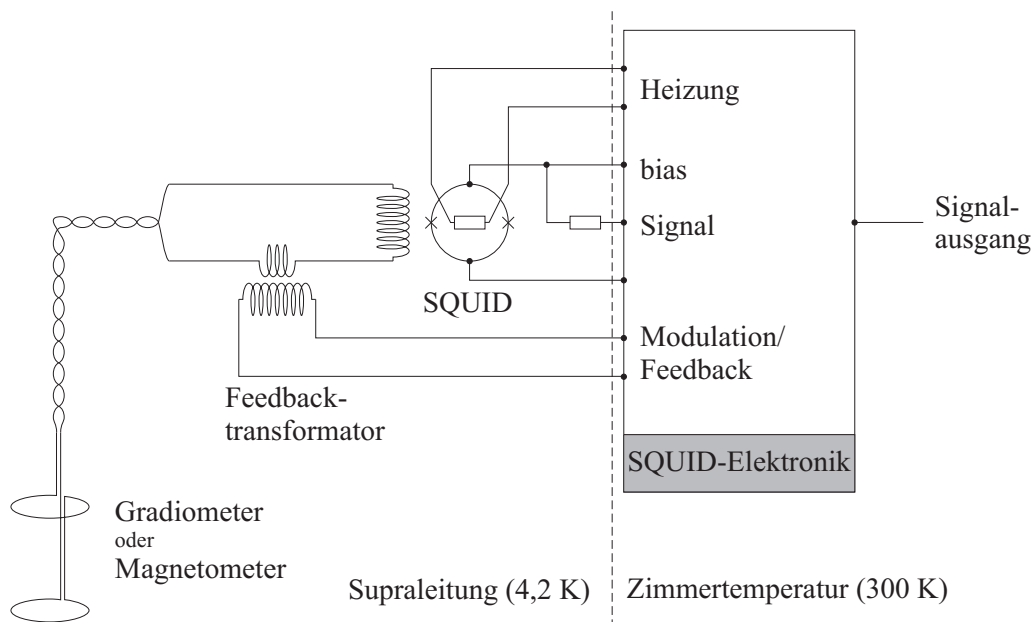 Heizung
bias
Signal
Signal-
ausgang
SQUID
Modulation/
Feedback
Feedback-
transformator
SQUID-Elektronik
Gradiometer
oder
Magnetometer
Supraleitung (4,2 K)
Zimmertemperatur (300 K)